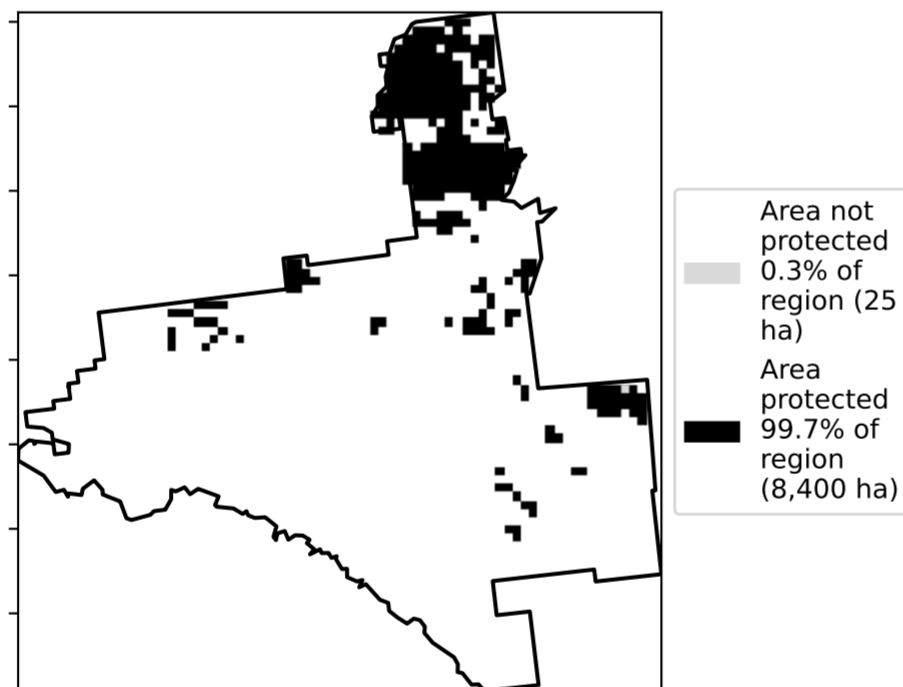 Area not
protected
0.3% of
region (25
ha)
Area
protected
99.7% of
region
(8,400 ha)